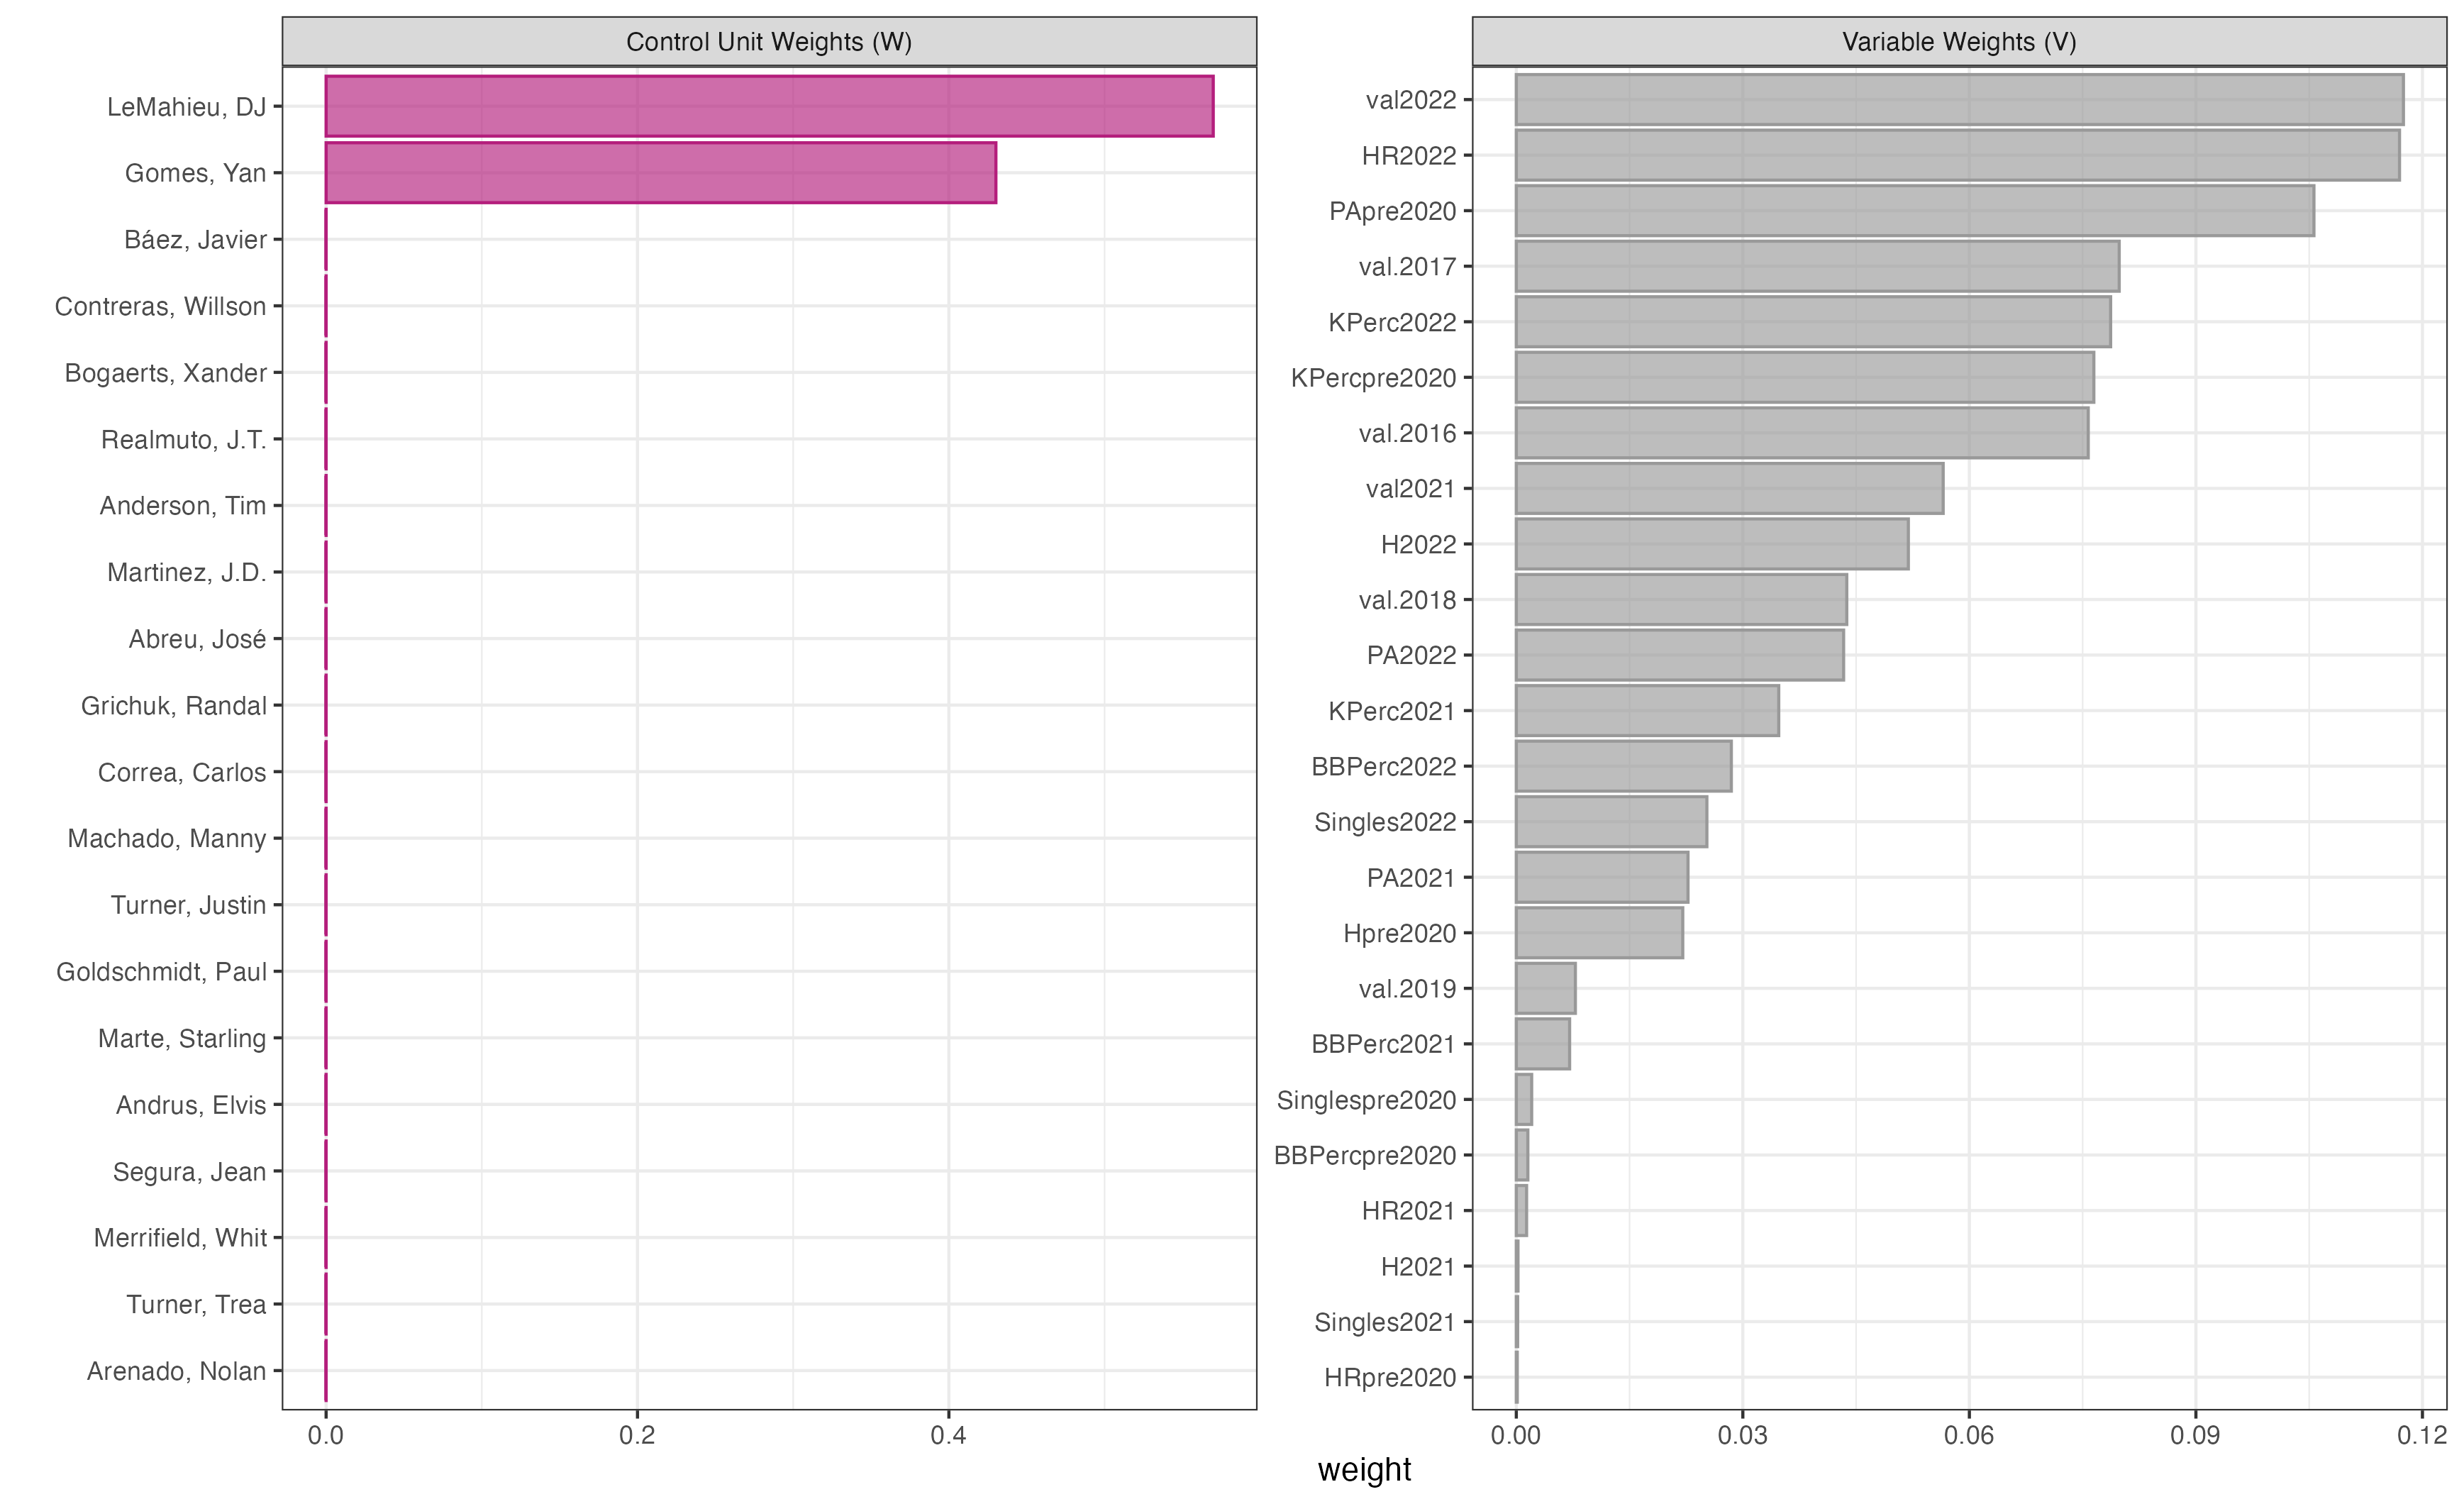 Control Unit Weights (W)
LeMahieu, DJ
Gomes, Yan
Báez, Javier
Contreras, Willson
Bogaerts, Xander
Realmuto, J.T.
Anderson, Tim
Martinez, J.D.
Abreu, José
Grichuk, Randal
Correa, Carlos
Machado, Manny
Turner, Justin
Goldschmidt, Paul
Marte, Starling
Andrus, Elvis
Segura, Jean
Merrifield, Whit
Turner, Trea
Arenado, Nolan
0.0 0.2 0.4
Variable Weights (V)
val2022
HR2022
PApre2020
val.2017
KPerc2022
KPercpre2020
val.2016
val2021
H2022
val.2018
PA2022
KPerc2021
BBPerc2022
Singles2022
PA2021
Hpre2020
val.2019
BBPerc2021
Singlespre2020
BBPercpre2020
HR2021
H2021
Singles2021
HRpre2020
0.00 0.03 0.06 0.09 0.12
weight